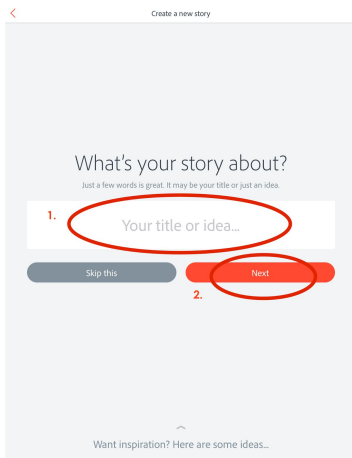 Create a new story
What's your story about?
Just a few words is great. It may be your title or just an idea.
1.
Your title or idea...
Skip this
Next
2.
Want inspiration? Here are some ideas...